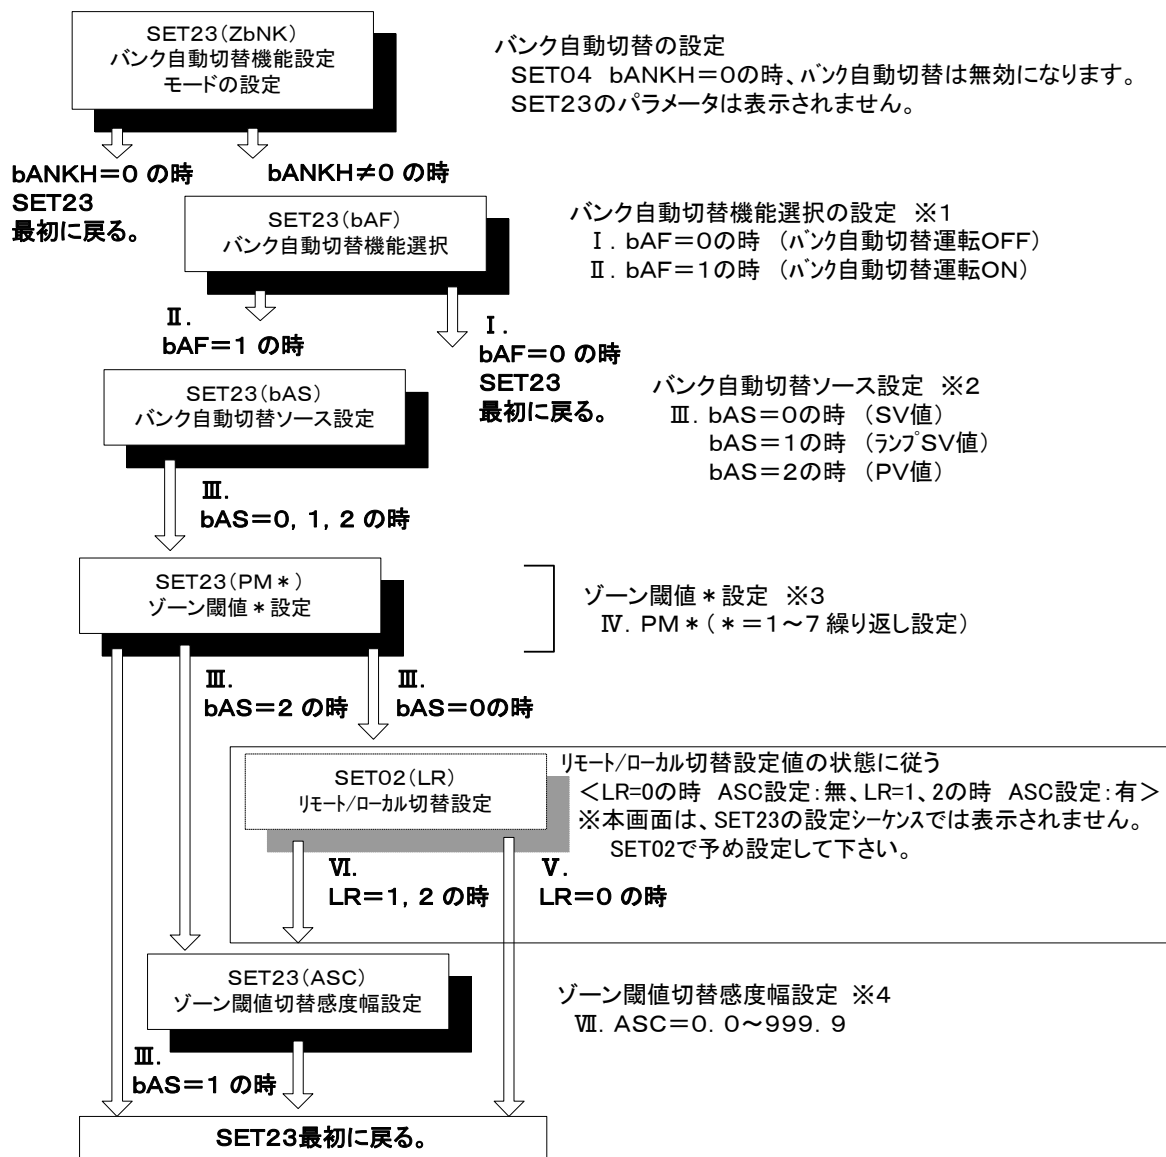 SET23(ZbNK)
バンク自動切替機能設定
モードの設定
バンク自動切替の設定
SET04 bANKH=0の時、ﾊﾞﾝｸ自動切替は無効になります。
SET23のパラメータは表示されません。
bANKH=0 の時
SET23
最初に戻る。
bANKH≠0 の時
SET23(bAF)
バンク自動切替機能選択
バンク自動切替機能選択の設定 ※1
Ⅰ. bAF=0の時 (ﾊﾞﾝｸ自動切替運転OFF)
Ⅱ. bAF=1の時 (ﾊﾞﾝｸ自動切替運転ON)
Ⅱ.
bAF=1 の時
Ⅰ.
bAF=0 の時
SET23
最初に戻る。
SET23(bAS)
バンク自動切替ソース設定
バンク自動切替ソース設定 ※2
Ⅲ. bAS=0の時 (SV値)
bAS=1の時 (ﾗﾝﾌﾟSV値)
bAS=2の時 (PV値)
Ⅲ.
bAS=0, 1, 2 の時
SET23(PM*)
ゾーン閾値*設定
ゾーン閾値*設定 ※3
Ⅳ. PM*(*=1~7 繰り返し設定)
Ⅲ.
bAS=2 の時
Ⅲ.
bAS=0の時
SET02(LR)
ﾘﾓｰﾄ/ﾛｰｶﾙ切替設定
ﾘﾓｰﾄ/ﾛｰｶﾙ切替設定値の状態に従う
<LR=0の時 ASC設定:無、LR=1、2の時 ASC設定:有>
※本画面は、SET23の設定ｼｰｹﾝｽでは表示されません。
SET02で予め設定して下さい。
Ⅵ.
LR=1, 2 の時
Ⅴ.
LR=0 の時
SET23(ASC)
ゾーン閾値切替感度幅設定
ゾーン閾値切替感度幅設定 ※4
Ⅶ. ASC=0. 0~999. 9
Ⅲ.
bAS=1 の時
SET23最初に戻る。